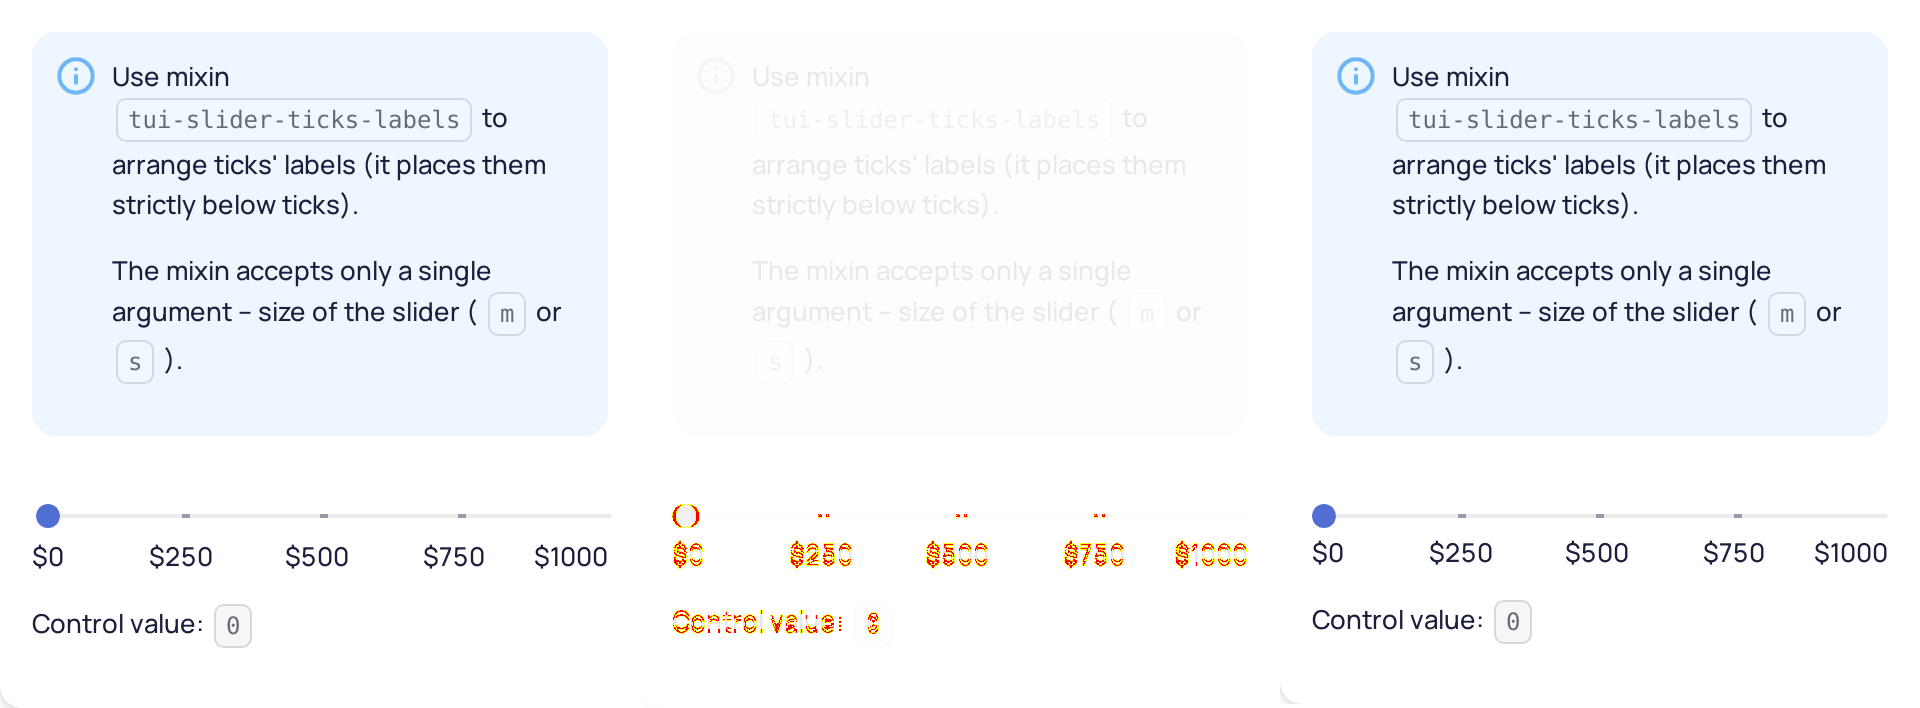 Use mixin
tui-slider-ticks-labels to
arrange ticks' labels (it places them
strictly below ticks).
The mixin accepts only a single
argument – size of the slider ( m or
s ).
$0 $250 $500 $750 $1000
Control value: 0
Use mixin
tui-slider-ticks-labels to
arrange ticks' labels (it places them
strictly below ticks).
The mixin accepts only a single
argument – size of the slider ( m or
s ).
$0 $250 $500 $750 $1000
Control value:
Use mixin
tui-slider-ticks-labels to
arrange ticks' labels (it places them
strictly below ticks).
The mixin accepts only a single
argument – size of the slider ( m or
s ).
$0 $250 $500 $750 $1000
Control value: 0